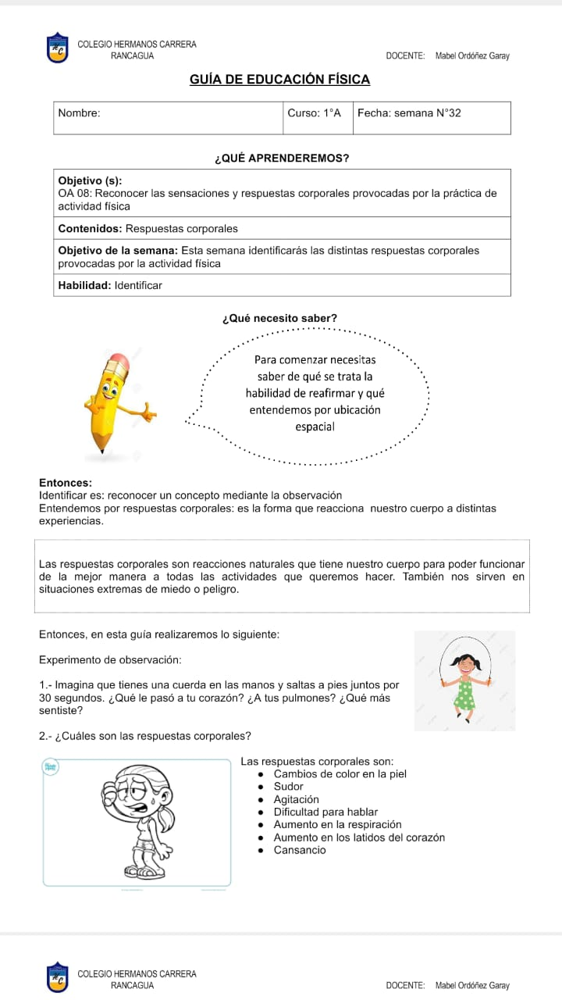 COLEGIO HERMANOS CARRERA
RANCAGUA
DOCENTE: Mabel Ordóñez Garay
GUÍA DE EDUCACIÓN FÍSICA
Nombre:
Curso: 1°A
Fecha: semana N°32
¿QUÉ APRENDEREMOS?
Objetivo (s):
OA 08: Reconocer las sensaciones y respuestas corporales provocadas por la práctica de
actividad física
Contenidos: Respuestas corporales
Objetivo de la semana: Esta semana identificarás las distintas respuestas corporales
provocadas por la actividad física
Habilidad: Identificar
¿Qué necesito saber?
Para comenzar necesitas
saber de qué se trata la
habilidad de reafirmar y qué
entendemos por ubicación
espacial
Entonces:
Identificar es: reconocer un concepto mediante la observación
Entendemos por respuestas corporales: es la forma que reacciona nuestro cuerpo a distintas
experiencias.
Las respuestas corporales son reacciones naturales que tiene nuestro cuerpo para poder funcionar
de la mejor manera a todas las actividades que queremos hacer. También nos sirven en
situaciones extremas de miedo o peligro.
Entonces, en esta guía realizaremos lo siguiente:
Experimento de observación:
1.- Imagina que tienes una cuerda en las manos y saltas a pies juntos por
30 segundos. ¿Qué le pasó a tu corazón? ¿A tus pulmones? ¿Qué más
sentiste?
2.- ¿Cuáles son las respuestas corporales?
Las respuestas corporales son:
● Cambios de color en la piel
● Sudor
● Agitación
● Dificultad para hablar
● Aumento en la respiración
● Aumento en los latidos del corazón
● Cansancio
COLEGIO HERMANOS CARRERA
RANCAGUA
DOCENTE: Mabel Ordóñez Garay